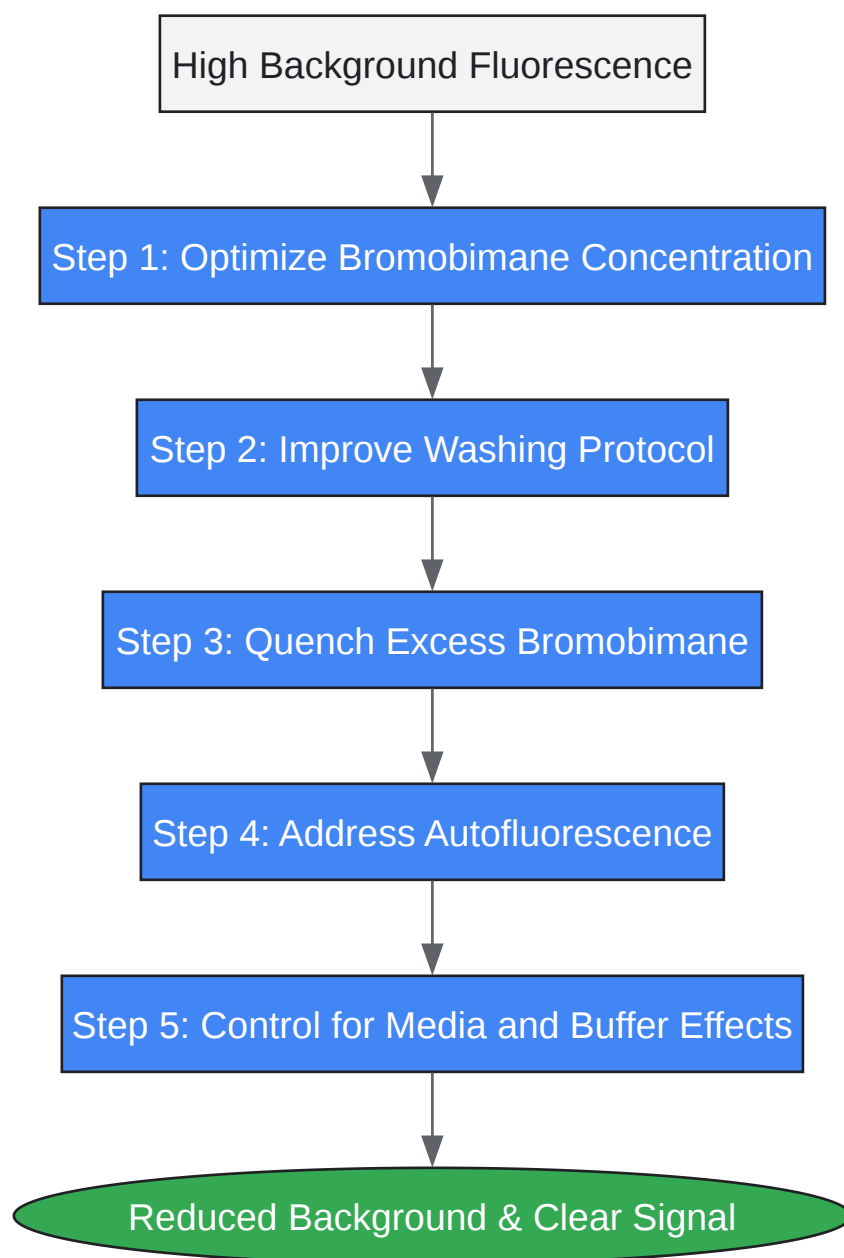 High Background Fluorescence
Step 1: Optimize Bromobimane Concentration
Step 2: Improve Washing Protocol
Step 3: Quench Excess Bromobimane
Step 4: Address Autofluorescence
Step 5: Control for Media and Buffer Effects
Reduced Background & Clear Signal